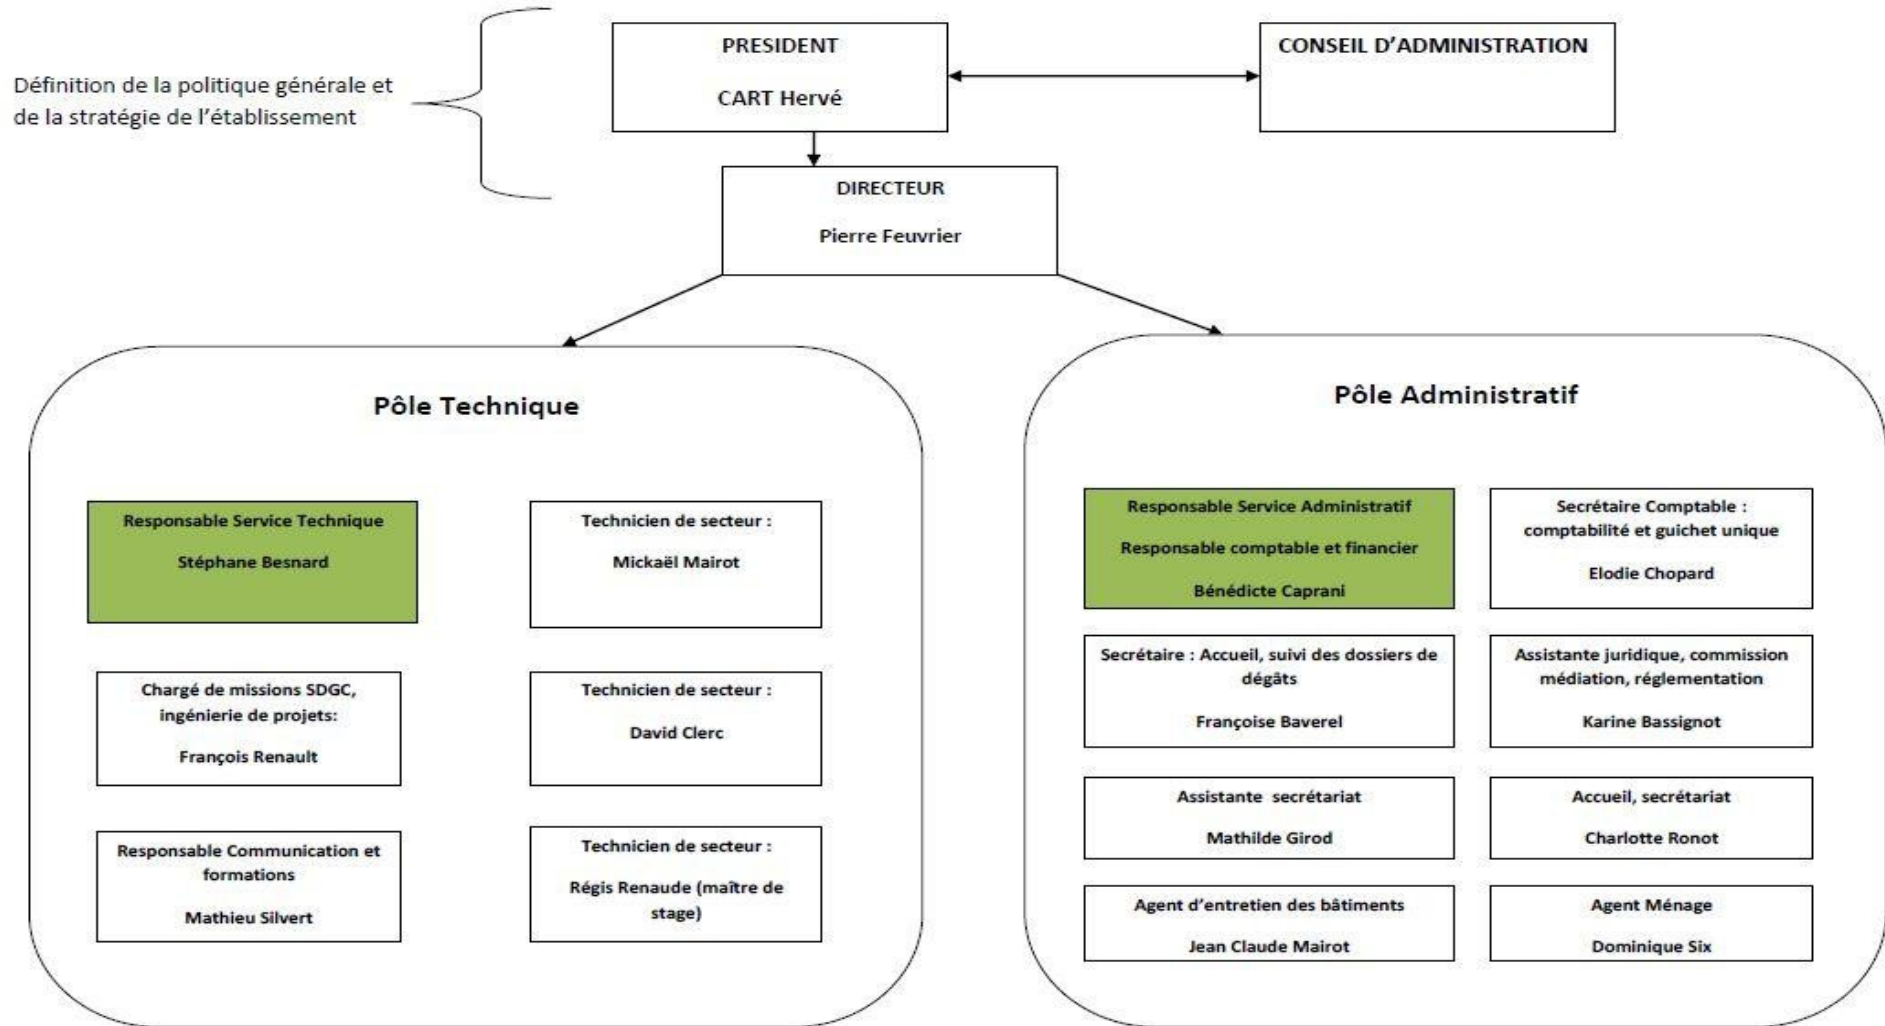 Définition de la politique générale et
de la stratégie de l'établissement
PRESIDENT
CART Hervé
CONSEIL D'ADMINISTRATION
DIRECTEUR
Pierre Feuvrier
Pôle Technique
Responsable Service Technique
Stéphane Besnard
Technicien de secteur :
Mickaël Mairot
Chargé de missions SDGC,
ingénierie de projets:
François Renault
Technicien de secteur :
David Clerc
Responsable Communication et
formations
Mathieu Silvert
Technicien de secteur :
Régis Renaude (maître de
stage)
Pôle Administratif
Responsable Service Administratif
Responsable comptable et financier
Bénédicte Caprani
Secrétaire Comptable :
comptabilité et guichet unique
Elodie Chopard
Secrétaire : Accueil, suivi des dossiers de
dégâts
Françoise Baverel
Assistante juridique, commission
médiation, réglementation
Karine Bassignot
Assistante  secrétariat
Mathilde Girod
Accueil, secrétariat
Charlotte Ronot
Agent d'entretien des bâtiments
Jean Claude Mairot
Agent Ménage
Dominique Six